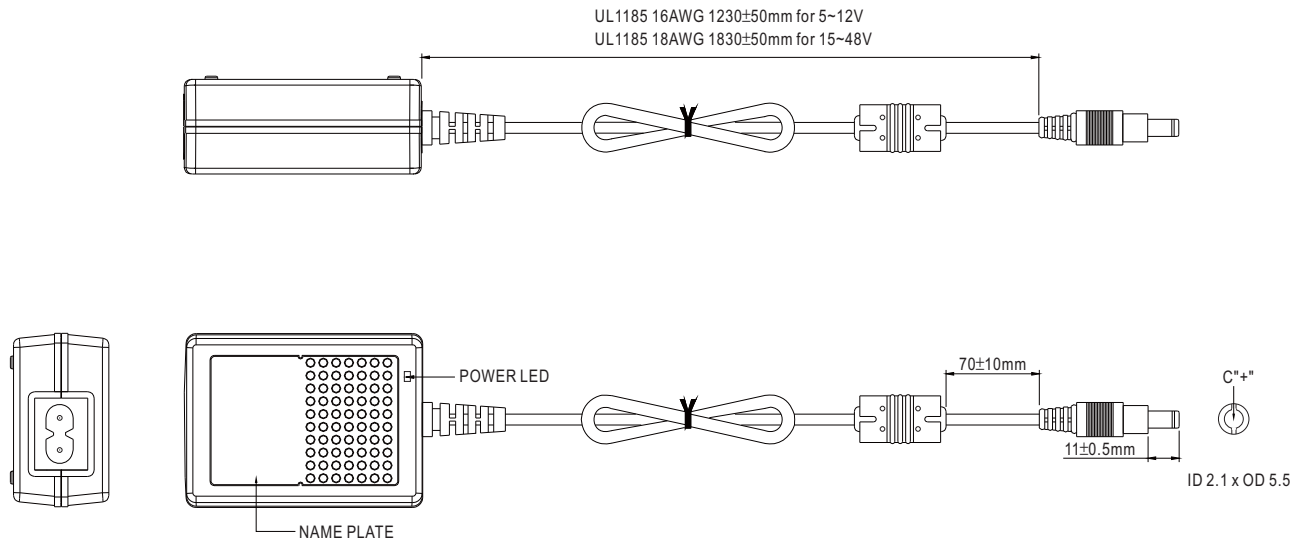 UL1185 16AWG 1230±50mm for 5~12V
UL1185 18AWG 1830±50mm for 15~48V
POWER LED
70±10mm
C"+"
11±0.5mm
ID 2.1 x OD 5.5
NAME PLATE